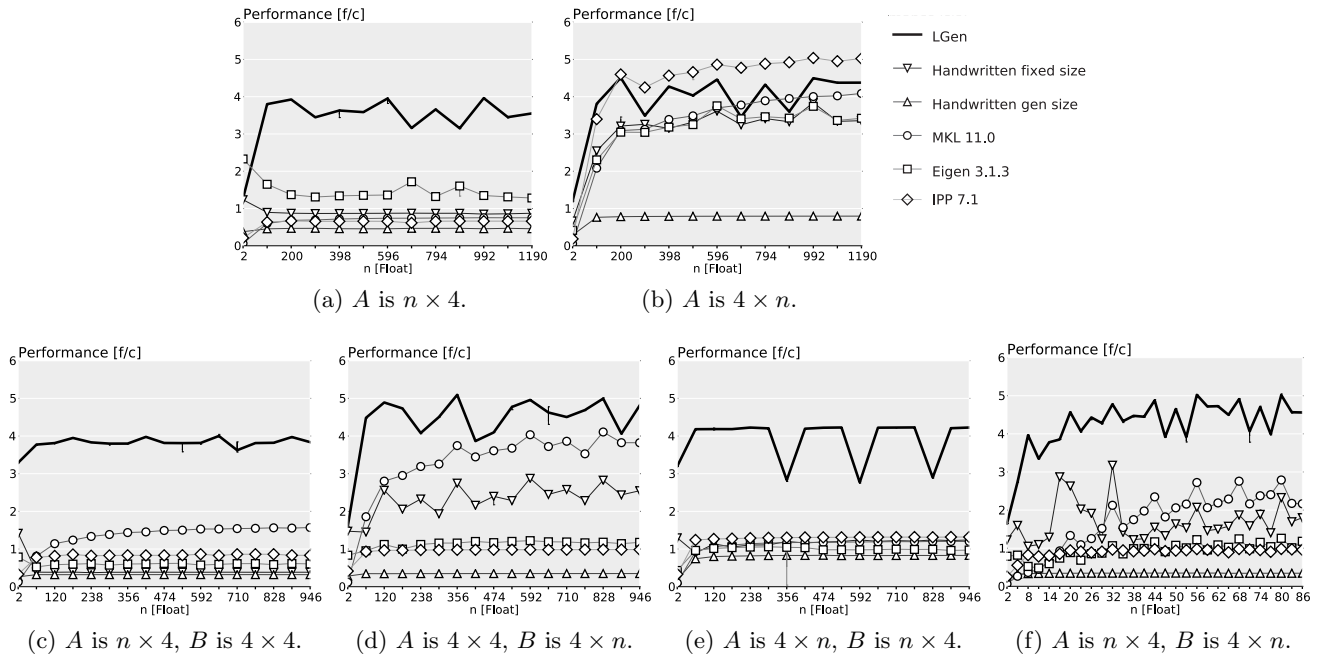 Performance [f/c]
6
5
4
3
2
1
0
2 200 398 596 794 992 1190
n [Float]
(a) A is n × 4.
Performance [f/c]
6
5
4
3
2
1
0
2 200 398 596 794 992 1190
n [Float]
(b) A is 4 × n.
LGen
Handwritten fixed size
Handwritten gen size
MKL 11.0
Eigen 3.1.3
IPP 7.1
Performance [f/c]
6
5
4
3
2
1
0
2 120 238 356 474 592 710 828 946
n [Float]
(c) A is n × 4, B is 4 × 4.
Performance [f/c]
6
5
4
3
2
1
0
2 120 238 356 474 592 710 828 946
n [Float]
(d) A is 4 × 4, B is 4 × n.
Performance [f/c]
6
5
4
3
2
1
0
2 120 238 356 474 592 710 828 946
n [Float]
(e) A is 4 × n, B is n × 4.
Performance [f/c]
6
5
4
3
2
1
0
2 8 14 20 26 32 38 44 50 56 62 68 74 80 86
n [Float]
(f) A is n × 4, B is 4 × n.